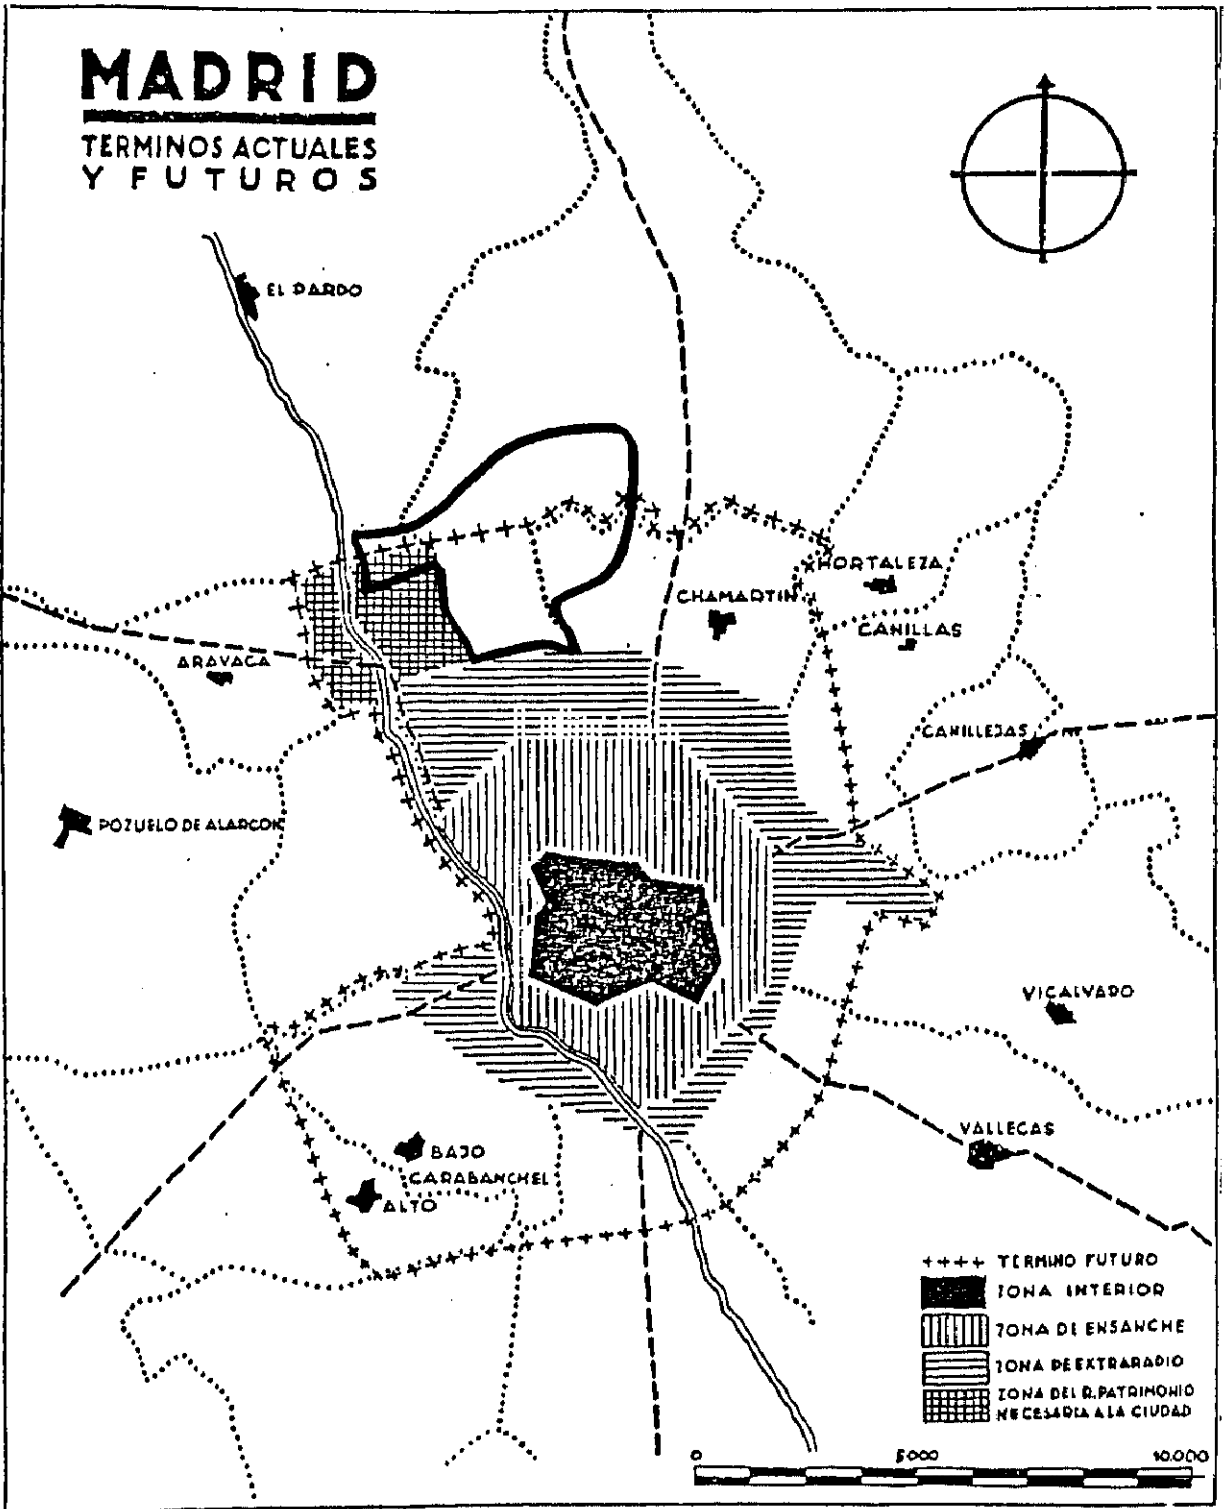 MADRID
TERMINOS ACTUALES
Y FUTUROS
EL PARDO
HORTALEZA
CHAMARTIN
CANILLAS
ARAVACA
CANILLEJAS
POZUELO DE ALARCON
VICALVARO
VALLECAS
BAJO
CARABANCHEL
ALTO
++++ TERMINO FUTURO
ZONA INTERIOR
ZONA DE ENSANCHE
ZONA DE EXTRARADIO
ZONA DEL R. PATRIMONIO
NECESARIA A LA CIUDAD
0 5000 10.000